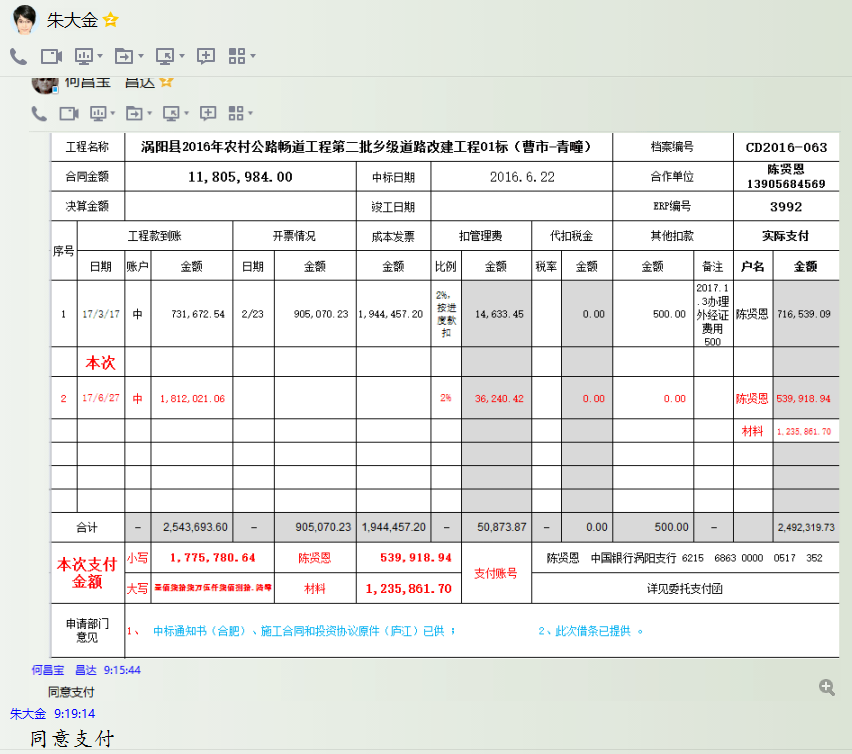 朱大金
何昌宝 昌达
工程名称 涡阳县2016年农村公路畅道工程第二批乡级道路改建工程01标（曹市-青疃） 档案编号 CD2016-063
合同金额 11,805,984.00 中标日期 2016.6.22 合作单位 陈贤恩 13905684569
决算金额 竣工日期 ERP编号 3992
序号 工程款到账 开票情况 成本发票 扣管理费 代扣税金 其他扣款 实际支付
日期 账户 金额 日期 金额 金额 比例 金额 税率 金额 金额 备注 户名 金额
1 17/3/17 中 731,672.54 2/23 905,070.23 1,944,457.20 2%，按进度款扣 14,633.45 0.00 500.00 2017.1.3办理外经证费用500 陈贤恩 716,539.09
本次
2 17/6/27 中 1,812,021.06 2% 36,240.42 0.00 0.00 陈贤恩 539,918.94
材料 1,235,861.70
合计 - 2,543,693.60 - 905,070.23 1,944,457.20 - 50,873.87 - 0.00 500.00 - 2,492,319.73
本次支付金额 小写 1,775,780.64 陈贤恩 539,918.94 支付账号 陈贤恩 中国银行涡阳支行 6215 6863 0000 0517 352
大写 材料 1,235,861.70 详见委托支付函
申请部门意见 1、 中标通知书（合肥）、施工合同和投资协议原件（庐江）已供 ； 2、此次借条已提供 。
何昌宝 昌达 9:15:44
同意支付
朱大金 9:19:14
同意支付